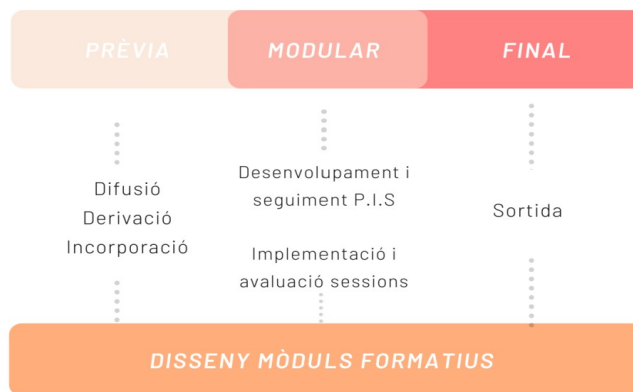 PRÈVIA
MODULAR
FINAL
Difusió
Derivació
Incorporació
Desenvolupament i
seguiment P.I.S
Implementació i
avaluació sessions
Sortida
DISSENY MÒDULS FORMATIUS